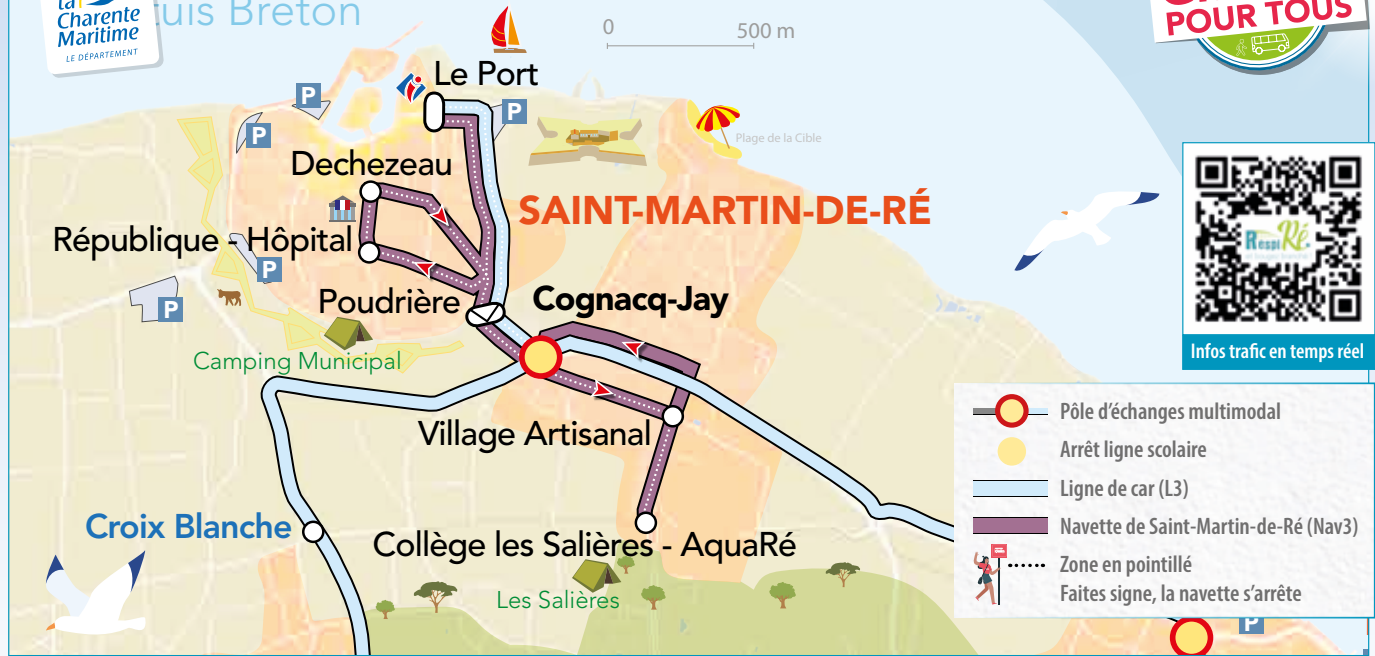 la
Charente
Maritime
LE DÉPARTEMENT
Breton
0 500 m
POUR TOUS
Le Port
P
P
P
Plage de la Cible
Dechezeau
SAINT-MARTIN-DE-RÉ
République - Hôpital
P
P
Poudrière
Cognacq-Jay
Camping Municipal
Village Artisanal
Croix Blanche
Collège les Salières - AquaRé
Les Salières
RespiRé
Infos trafic en temps réel
Pôle d'échanges multimodal
Arrêt ligne scolaire
Ligne de car (L3)
Navette de Saint-Martin-de-Ré (Nav3)
Zone en pointillé
Faites signe, la navette s'arrête
P